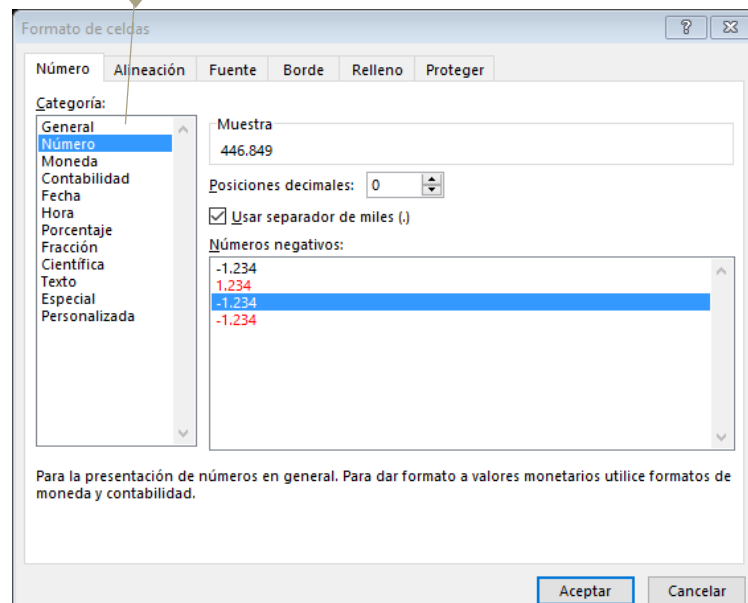 Formato de celdas
Número Alineación Fuente Borde Relleno Proteger
Categoría:
General
Número
Moneda
Contabilidad
Fecha
Hora
Porcentaje
Fracción
Científica
Texto
Especial
Personalizada
Muestra
446.849
Posiciones decimales: 0
Usar separador de miles (.)
Números negativos:
-1.234
1.234
-1.234
-1.234
Para la presentación de números en general. Para dar formato a valores monetarios utilice formatos de
moneda y contabilidad.
Aceptar Cancelar